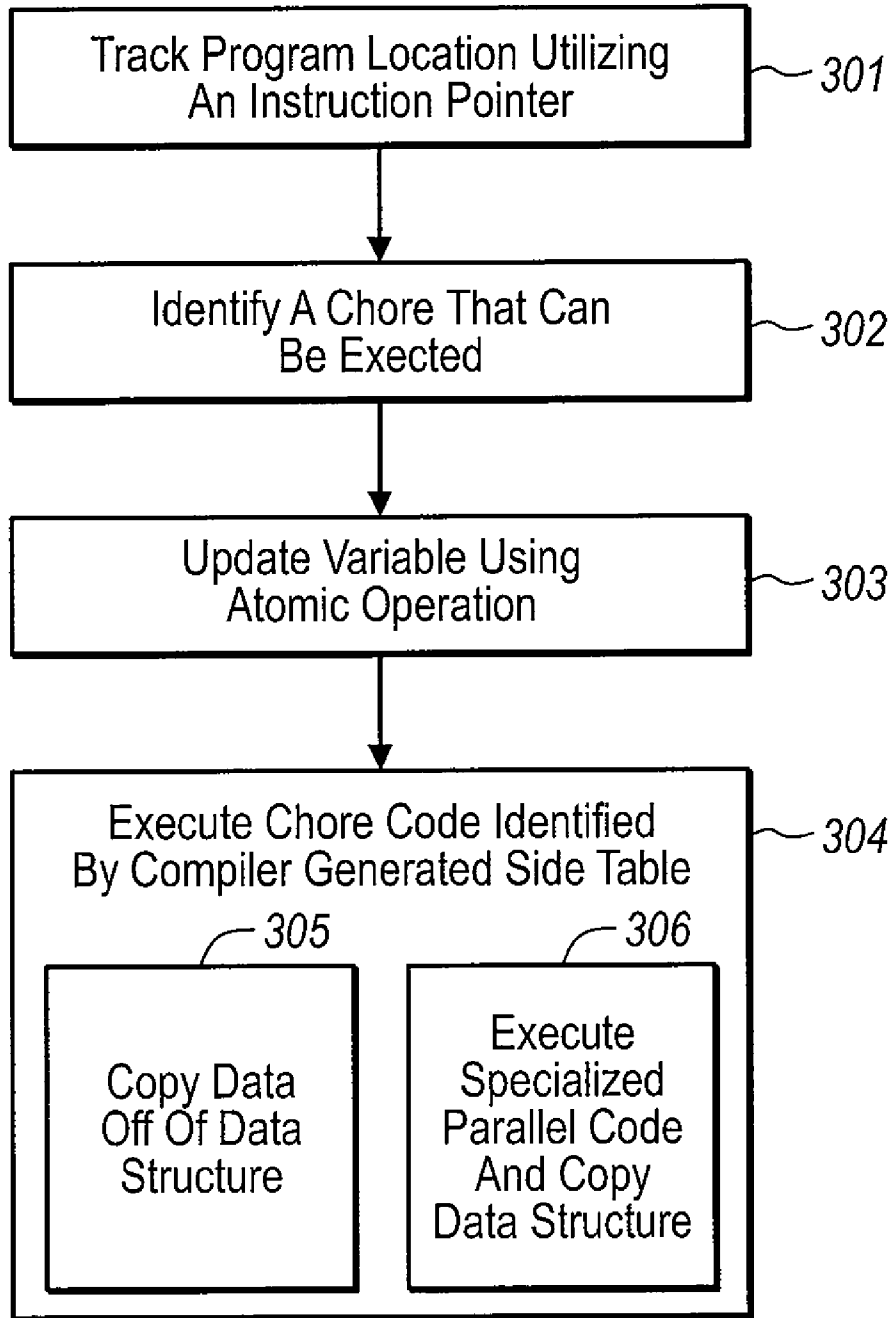 Track Program Location Utilizing
An Instruction Pointer
301
Identify A Chore That Can
Be Exected
302
Update Variable Using
Atomic Operation
303
Execute Chore Code Identified
By Compiler Generated Side Table
304
305
Copy Data
Off Of Data
Structure
306
Execute
Specialized
Parallel Code
And Copy
Data Structure